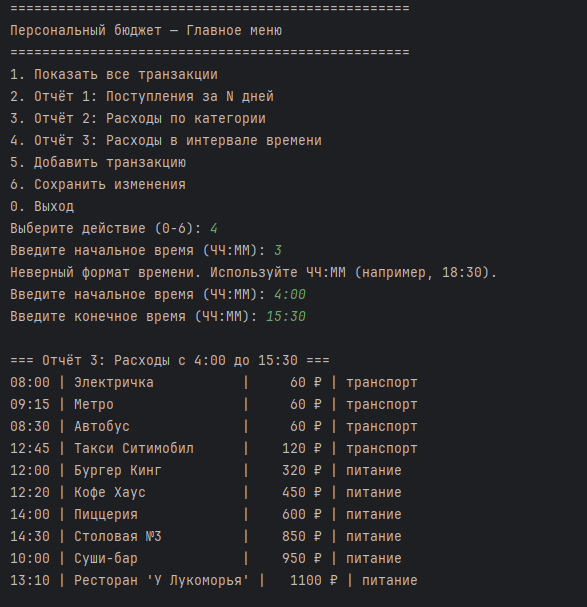 ==================================================
Персональный бюджет — Главное меню
==================================================
1. Показать все транзакции
2. Отчёт 1: Поступления за N дней
3. Отчёт 2: Расходы по категории
4. Отчёт 3: Расходы в интервале времени
5. Добавить транзакцию
6. Сохранить изменения
0. Выход
Выберите действие (0-6): 4
Введите начальное время (ЧЧ:ММ): 3
Неверный формат времени. Используйте ЧЧ:ММ (например, 18:30).
Введите начальное время (ЧЧ:ММ): 4:00
Введите конечное время (ЧЧ:ММ): 15:30

=== Отчёт 3: Расходы с 4:00 до 15:30 ===
08:00 | Электричка           |     60 ₽ | транспорт
09:15 | Метро                |     60 ₽ | транспорт
08:30 | Автобус              |     60 ₽ | транспорт
12:45 | Такси Ситимобил      |    120 ₽ | транспорт
12:00 | Бургер Кинг          |    320 ₽ | питание
12:20 | Кофе Хаус            |    450 ₽ | питание
14:00 | Пиццерия             |    600 ₽ | питание
14:30 | Столовая №3          |    850 ₽ | питание
10:00 | Суши-бар             |    950 ₽ | питание
13:10 | Ресторан 'У Лукоморья' |   1100 ₽ | питание